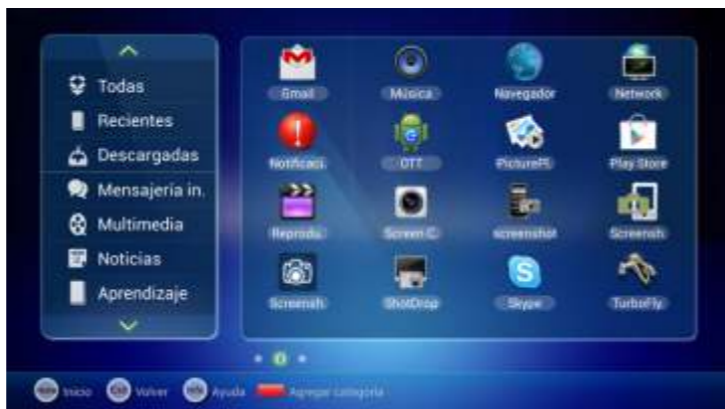 Todas
Recientes
Descargadas
Mensajería in.
Multimedia
Noticias
Aprendizaje
Gmail Música Navegador Network
Notificaci. OTT PicturePl. Play Store
Reprodu. Screen C. screenshot Screensh.
Screensh. ShotDrop Skype TurboFly.
Inicio Volver Ayuda Agregar categoría